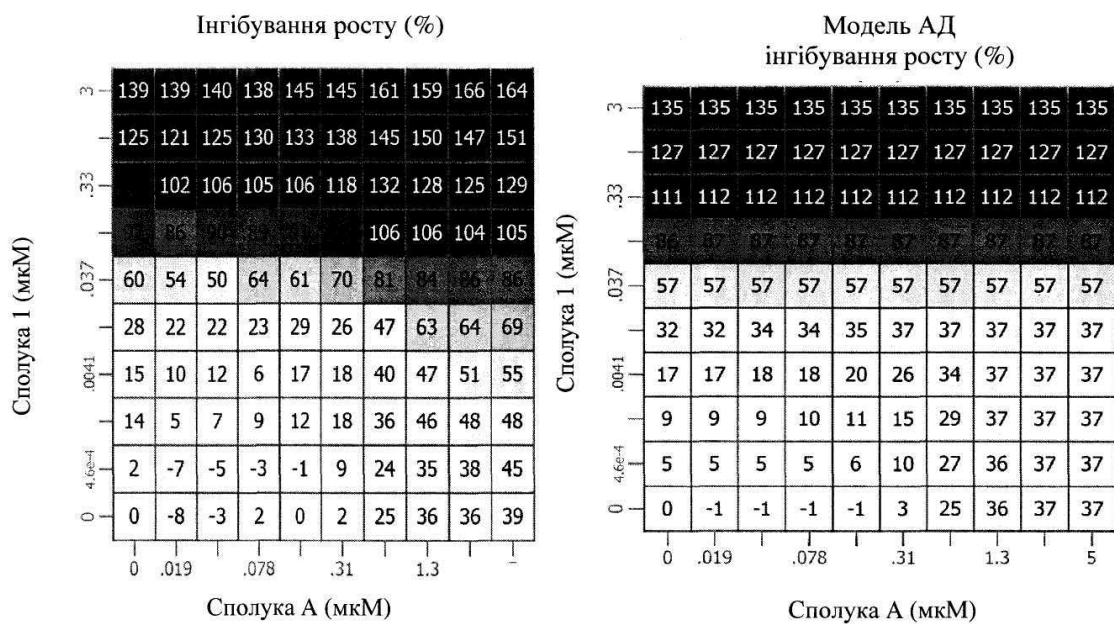 Інгібування росту (%)
Сполука 1 (мкМ)
3 139 139 140 138 145 145 161 159 166 164
125 121 125 130 133 138 145 150 147 151
.33 102 106 105 106 118 132 128 125 129
86 90 106 106 104 105
.037 60 54 50 64 61 70 81 84 86 86
28 22 22 23 29 26 47 63 64 69
.0041 15 10 12 6 17 18 40 47 51 55
14 5 7 9 12 18 36 46 48 48
4.6e-4 2 -7 -5 -3 -1 9 24 35 38 45
0 0 -8 -3 2 0 2 25 36 36 39
0 .019 .078 .31 1.3
Сполука А (мкМ)
Модель АД
інгібування росту (%)
Сполука 1 (мкМ)
3 135 135 135 135 135 135 135 135 135 135
127 127 127 127 127 127 127 127 127 127
.33 111 112 112 112 112 112 112 112 112 112
86 87 87 87 87 87 87 87 87 87
.037 57 57 57 57 57 57 57 57 57 57
32 32 34 34 35 37 37 37 37 37
.0041 17 17 18 18 20 26 34 37 37 37
9 9 9 10 11 15 29 37 37 37
4.6e-4 5 5 5 5 6 10 27 36 37 37
0 0 -1 -1 -1 -1 3 25 36 37 37
0 .019 .078 .31 1.3 5
Сполука А (мкМ)